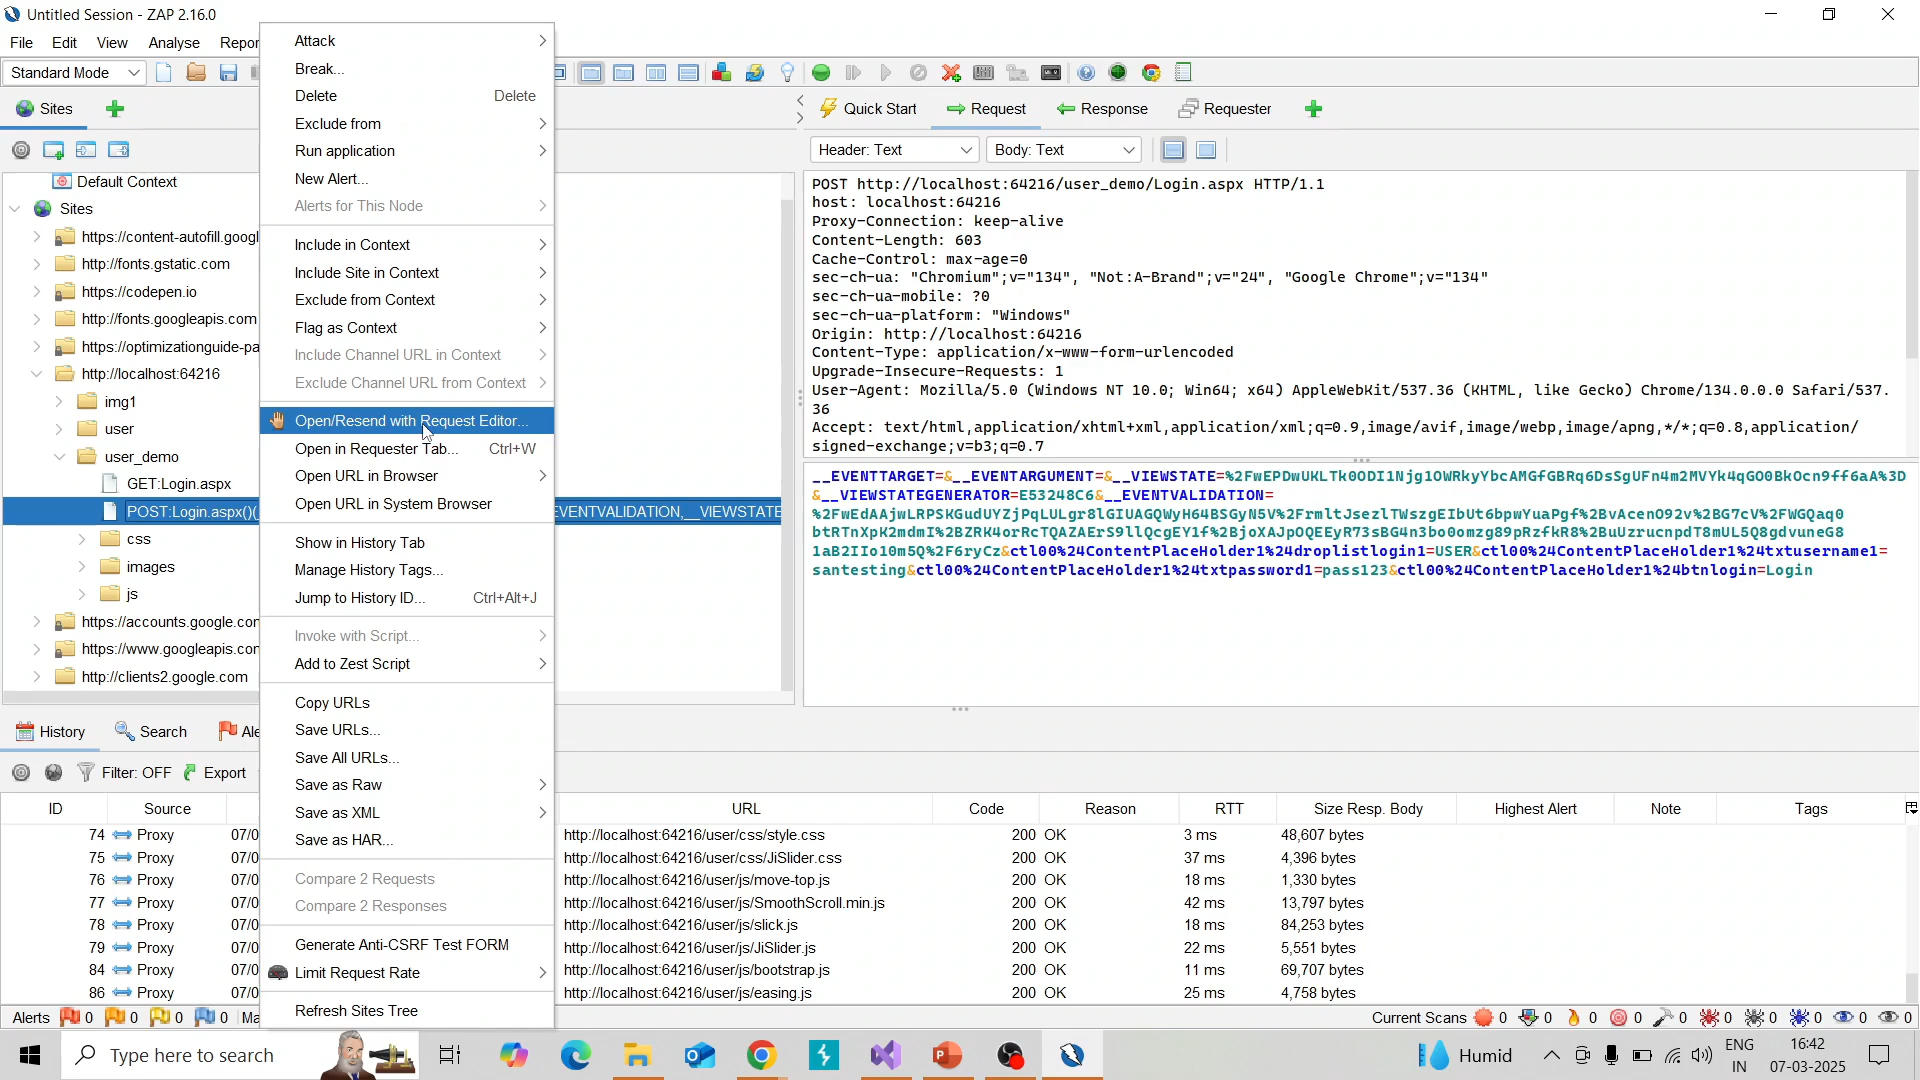 Untitled Session - ZAP 2.16.0
File Edit View Analyse Repor
Standard Mode
Sites
Default Context
Sites
https://content-autofill.googl
http://fonts.gstatic.com
https://codepen.io
http://fonts.googleapis.com
https://optimizationguide-pa
http://localhost:64216
img1
user
user_demo
GET:Login.aspx
POST:Login.aspx()( EVENTVALIDATION,__VIEWSTATE
css
images
js
https://accounts.google.con
https://www.googleapis.con
http://clients2.google.com
Attack
Break...
Delete Delete
Exclude from
Run application
New Alert...
Alerts for This Node
Include in Context
Include Site in Context
Exclude from Context
Flag as Context
Include Channel URL in Context
Exclude Channel URL from Context
Open/Resend with Request Editor...
Open in Requester Tab... Ctrl+W
Open URL in Browser
Open URL in System Browser
Show in History Tab
Manage History Tags...
Jump to History ID... Ctrl+Alt+J
Invoke with Script...
Add to Zest Script
Copy URLs
Save URLs...
Save All URLs...
Save as Raw
Save as XML
Save as HAR...
Compare 2 Requests
Compare 2 Responses
Generate Anti-CSRF Test FORM
Limit Request Rate
Refresh Sites Tree
Quick Start Request Response Requester
Header: Text Body: Text
POST http://localhost:64216/user_demo/Login.aspx HTTP/1.1
host: localhost:64216
Proxy-Connection: keep-alive
Content-Length: 603
Cache-Control: max-age=0
sec-ch-ua: "Chromium";v="134", "Not:A-Brand";v="24", "Google Chrome";v="134"
sec-ch-ua-mobile: ?0
sec-ch-ua-platform: "Windows"
Origin: http://localhost:64216
Content-Type: application/x-www-form-urlencoded
Upgrade-Insecure-Requests: 1
User-Agent: Mozilla/5.0 (Windows NT 10.0; Win64; x64) AppleWebKit/537.36 (KHTML, like Gecko) Chrome/134.0.0.0 Safari/537.
36
Accept: text/html,application/xhtml+xml,application/xml;q=0.9,image/avif,image/webp,image/apng,*/*;q=0.8,application/
signed-exchange;v=b3;q=0.7
__EVENTTARGET=&__EVENTARGUMENT=&__VIEWSTATE=%2FwEPDwUKLTk0ODI1Njg1OWRkyYbcAMGfGBRq6DsSgUFn4m2MVYk4qGO0BkOcn9ff6aA%3D
&__VIEWSTATEGENERATOR=E53248C6&__EVENTVALIDATION=
%2FwEdAAjwLRPSKGudUYZjPqLULgr8lGIUAGQWyH64BSGyN5V%2FrmltJsezlTWszgEIbUt6bpwYuaPgf%2BvAcenO92v%2BG7cV%2FWGQaq0
btRTnXpK2mdmI%2BZRK4orRcTQAZAErS9llQcgEY1f%2BjoXAJpOQEEyR73sBG4n3bo0omzg89pRzfkR8%2BuUzrucnpdT8mUL5Q8gdvuneG8
1aB2IIo10m5Q%2F6ryCz&ctl00%24ContentPlaceHolder1%24droplistlogin1=USER&ctl00%24ContentPlaceHolder1%24txtusername1=
santesting&ctl00%24ContentPlaceHolder1%24txtpassword1=pass123&ctl00%24ContentPlaceHolder1%24btnlogin=Login
History Search Ale
Filter: OFF Export
ID Source URL Code Reason RTT Size Resp. Body Highest Alert Note Tags
74 Proxy 07/0 http://localhost:64216/user/css/style.css 200 OK 3 ms 48,607 bytes
75 Proxy 07/0 http://localhost:64216/user/css/JiSlider.css 200 OK 37 ms 4,396 bytes
76 Proxy 07/0 http://localhost:64216/user/js/move-top.js 200 OK 18 ms 1,330 bytes
77 Proxy 07/0 http://localhost:64216/user/js/SmoothScroll.min.js 200 OK 42 ms 13,797 bytes
78 Proxy 07/0 http://localhost:64216/user/js/slick.js 200 OK 18 ms 84,253 bytes
79 Proxy 07/0 http://localhost:64216/user/js/JiSlider.js 200 OK 22 ms 5,551 bytes
84 Proxy 07/0 http://localhost:64216/user/js/bootstrap.js 200 OK 11 ms 69,707 bytes
86 Proxy 07/0 http://localhost:64216/user/js/easing.js 200 OK 25 ms 4,758 bytes
Alerts 0 0 0 0 Ma Current Scans 0 0 0 0 0 0 0 0 0 0
Type here to search Humid ENG IN 16:42 07-03-2025